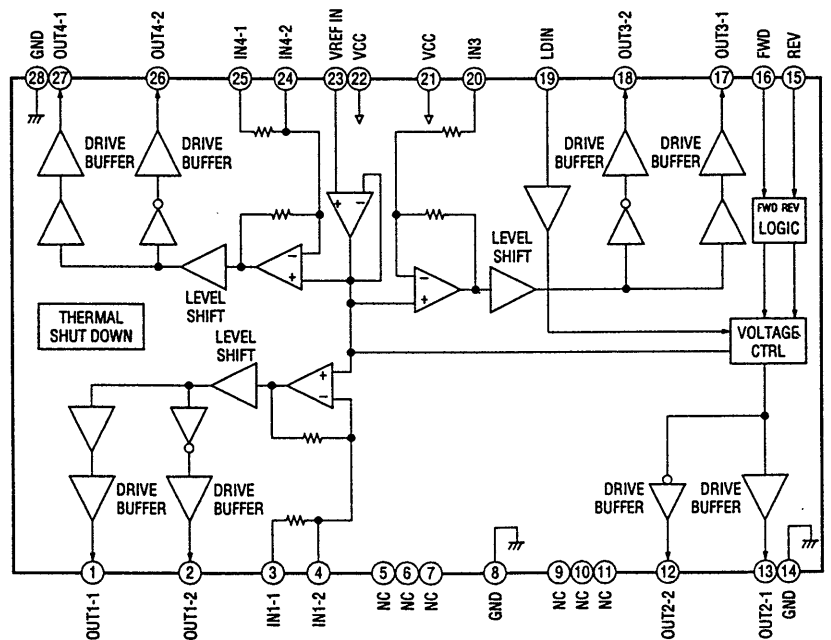 GND
OUT4-1
OUT4-2
IN4-1
IN4-2
VREF IN
VCC
VCC
IN3
LDIN
OUT3-2
OUT3-1
FWD
REV
28
27
26
25
24
23
22
21
20
19
18
17
16
15
DRIVE
BUFFER
DRIVE
BUFFER
DRIVE
BUFFER
DRIVE
BUFFER
+ −
FWD REV
LOGIC
−
+
LEVEL
SHIFT
−
+
LEVEL
SHIFT
THERMAL
SHUT DOWN
VOLTAGE
CTRL
LEVEL
SHIFT
+
−
DRIVE
BUFFER
DRIVE
BUFFER
DRIVE
BUFFER
DRIVE
BUFFER
1
2
3
4
5
6
7
8
9
10
11
12
13
14
OUT1-1
OUT1-2
IN1-1
IN1-2
NC
NC
NC
GND
NC
NC
NC
OUT2-2
OUT2-1
GND